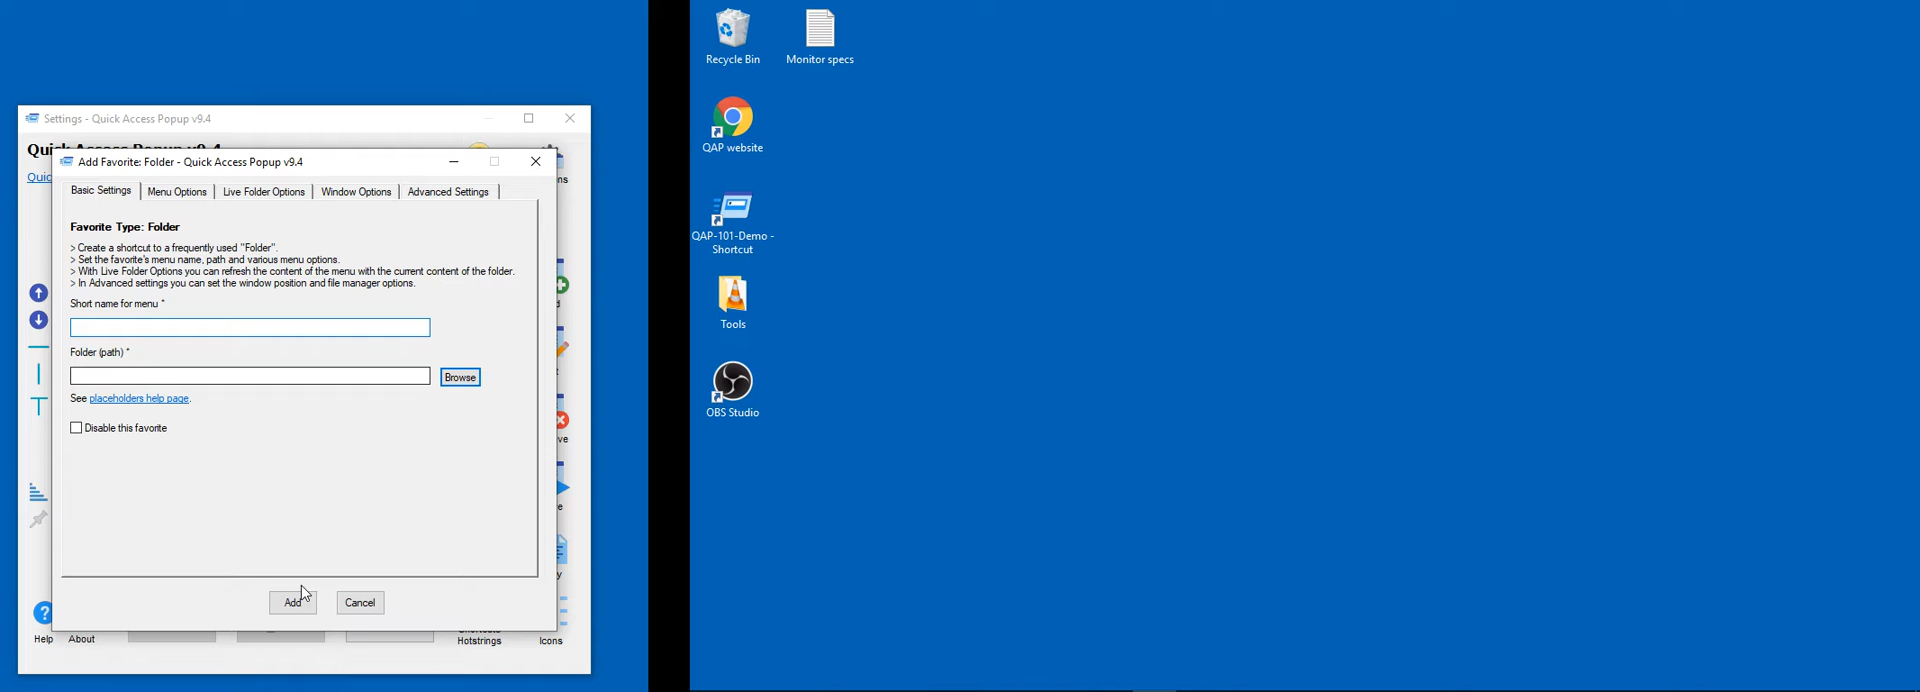 Recycle Bin
Monitor specs
QAP website
QAP-101-Demo -
Shortcut
Tools
OBS Studio
Settings - Quick Access Popup v9.4
Add Favorite: Folder - Quick Access Popup v9.4
Basic Settings
Menu Options
Live Folder Options
Window Options
Advanced Settings
Favorite Type: Folder
> Create a shortcut to a frequently used "Folder".
> Set the favorite's menu name, path and various menu options.
> With Live Folder Options you can refresh the content of the menu with the current content of the folder.
> In Advanced settings you can set the window position and file manager options.
Short name for menu *
Folder (path) *
Browse
See placeholders help page.
Disable this favorite
Add
Cancel
Help
About
Hotstrings
Icons